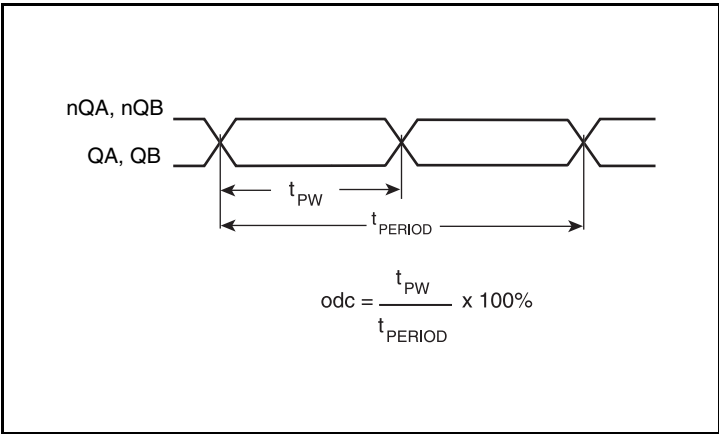 nQA, nQB
QA, QB
tPW
tPERIOD
odc = tPW / tPERIOD x 100%